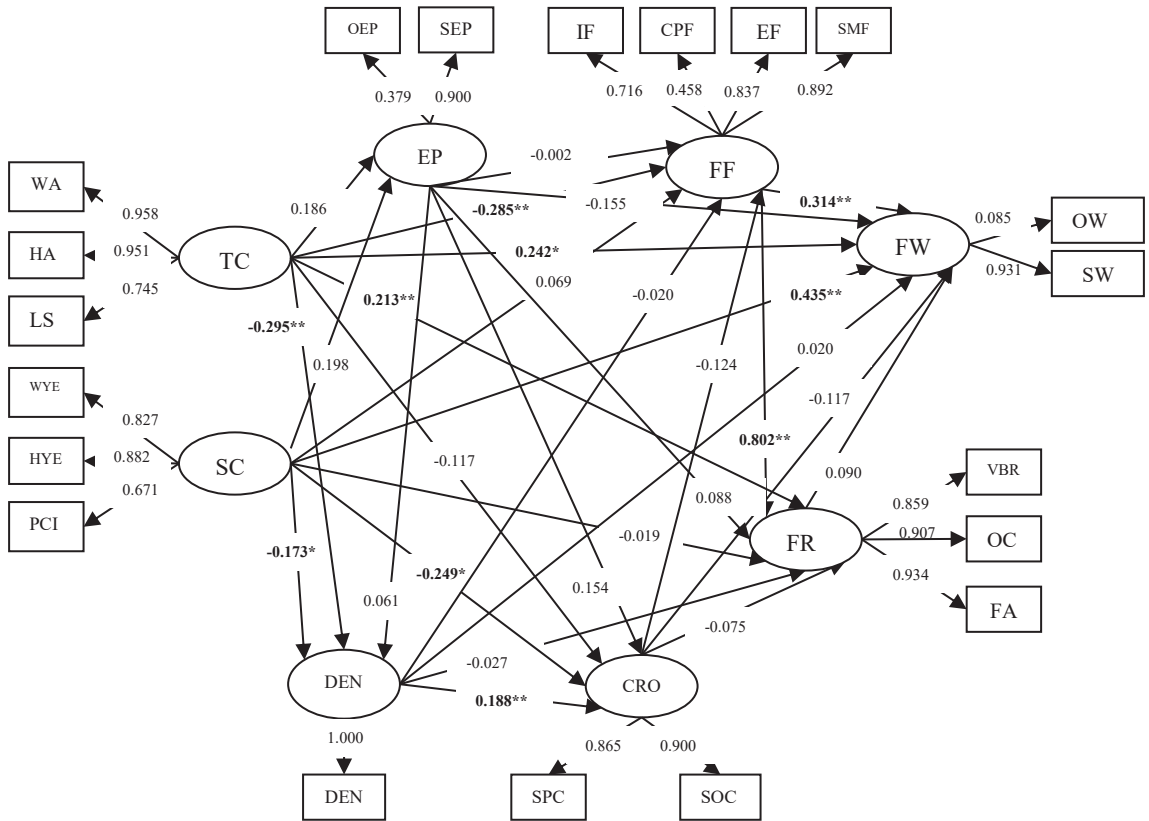 OEP
SEP
IF
CPF
EF
SMF
0.379
0.900
0.716
0.458
0.837
0.892
EP
-0.002
FF
WA
0.958
0.186
-0.285**
-0.155
0.314**
0.085
OW
HA
0.951
TC
0.242*
FW
0.931
SW
0.745
0.213**
0.069
-0.020
0.435**
LS
-0.295**
0.198
-0.124
0.020
WYE
0.827
-0.117
HYE
0.882
SC
-0.117
0.802**
0.671
0.088
0.090
VBR
PCI
0.859
-0.173*
-0.019
FR
0.907
OC
-0.249*
0.934
0.061
0.154
FA
-0.075
-0.027
DEN
0.188**
CRO
1.000
0.865
0.900
DEN
SPC
SOC